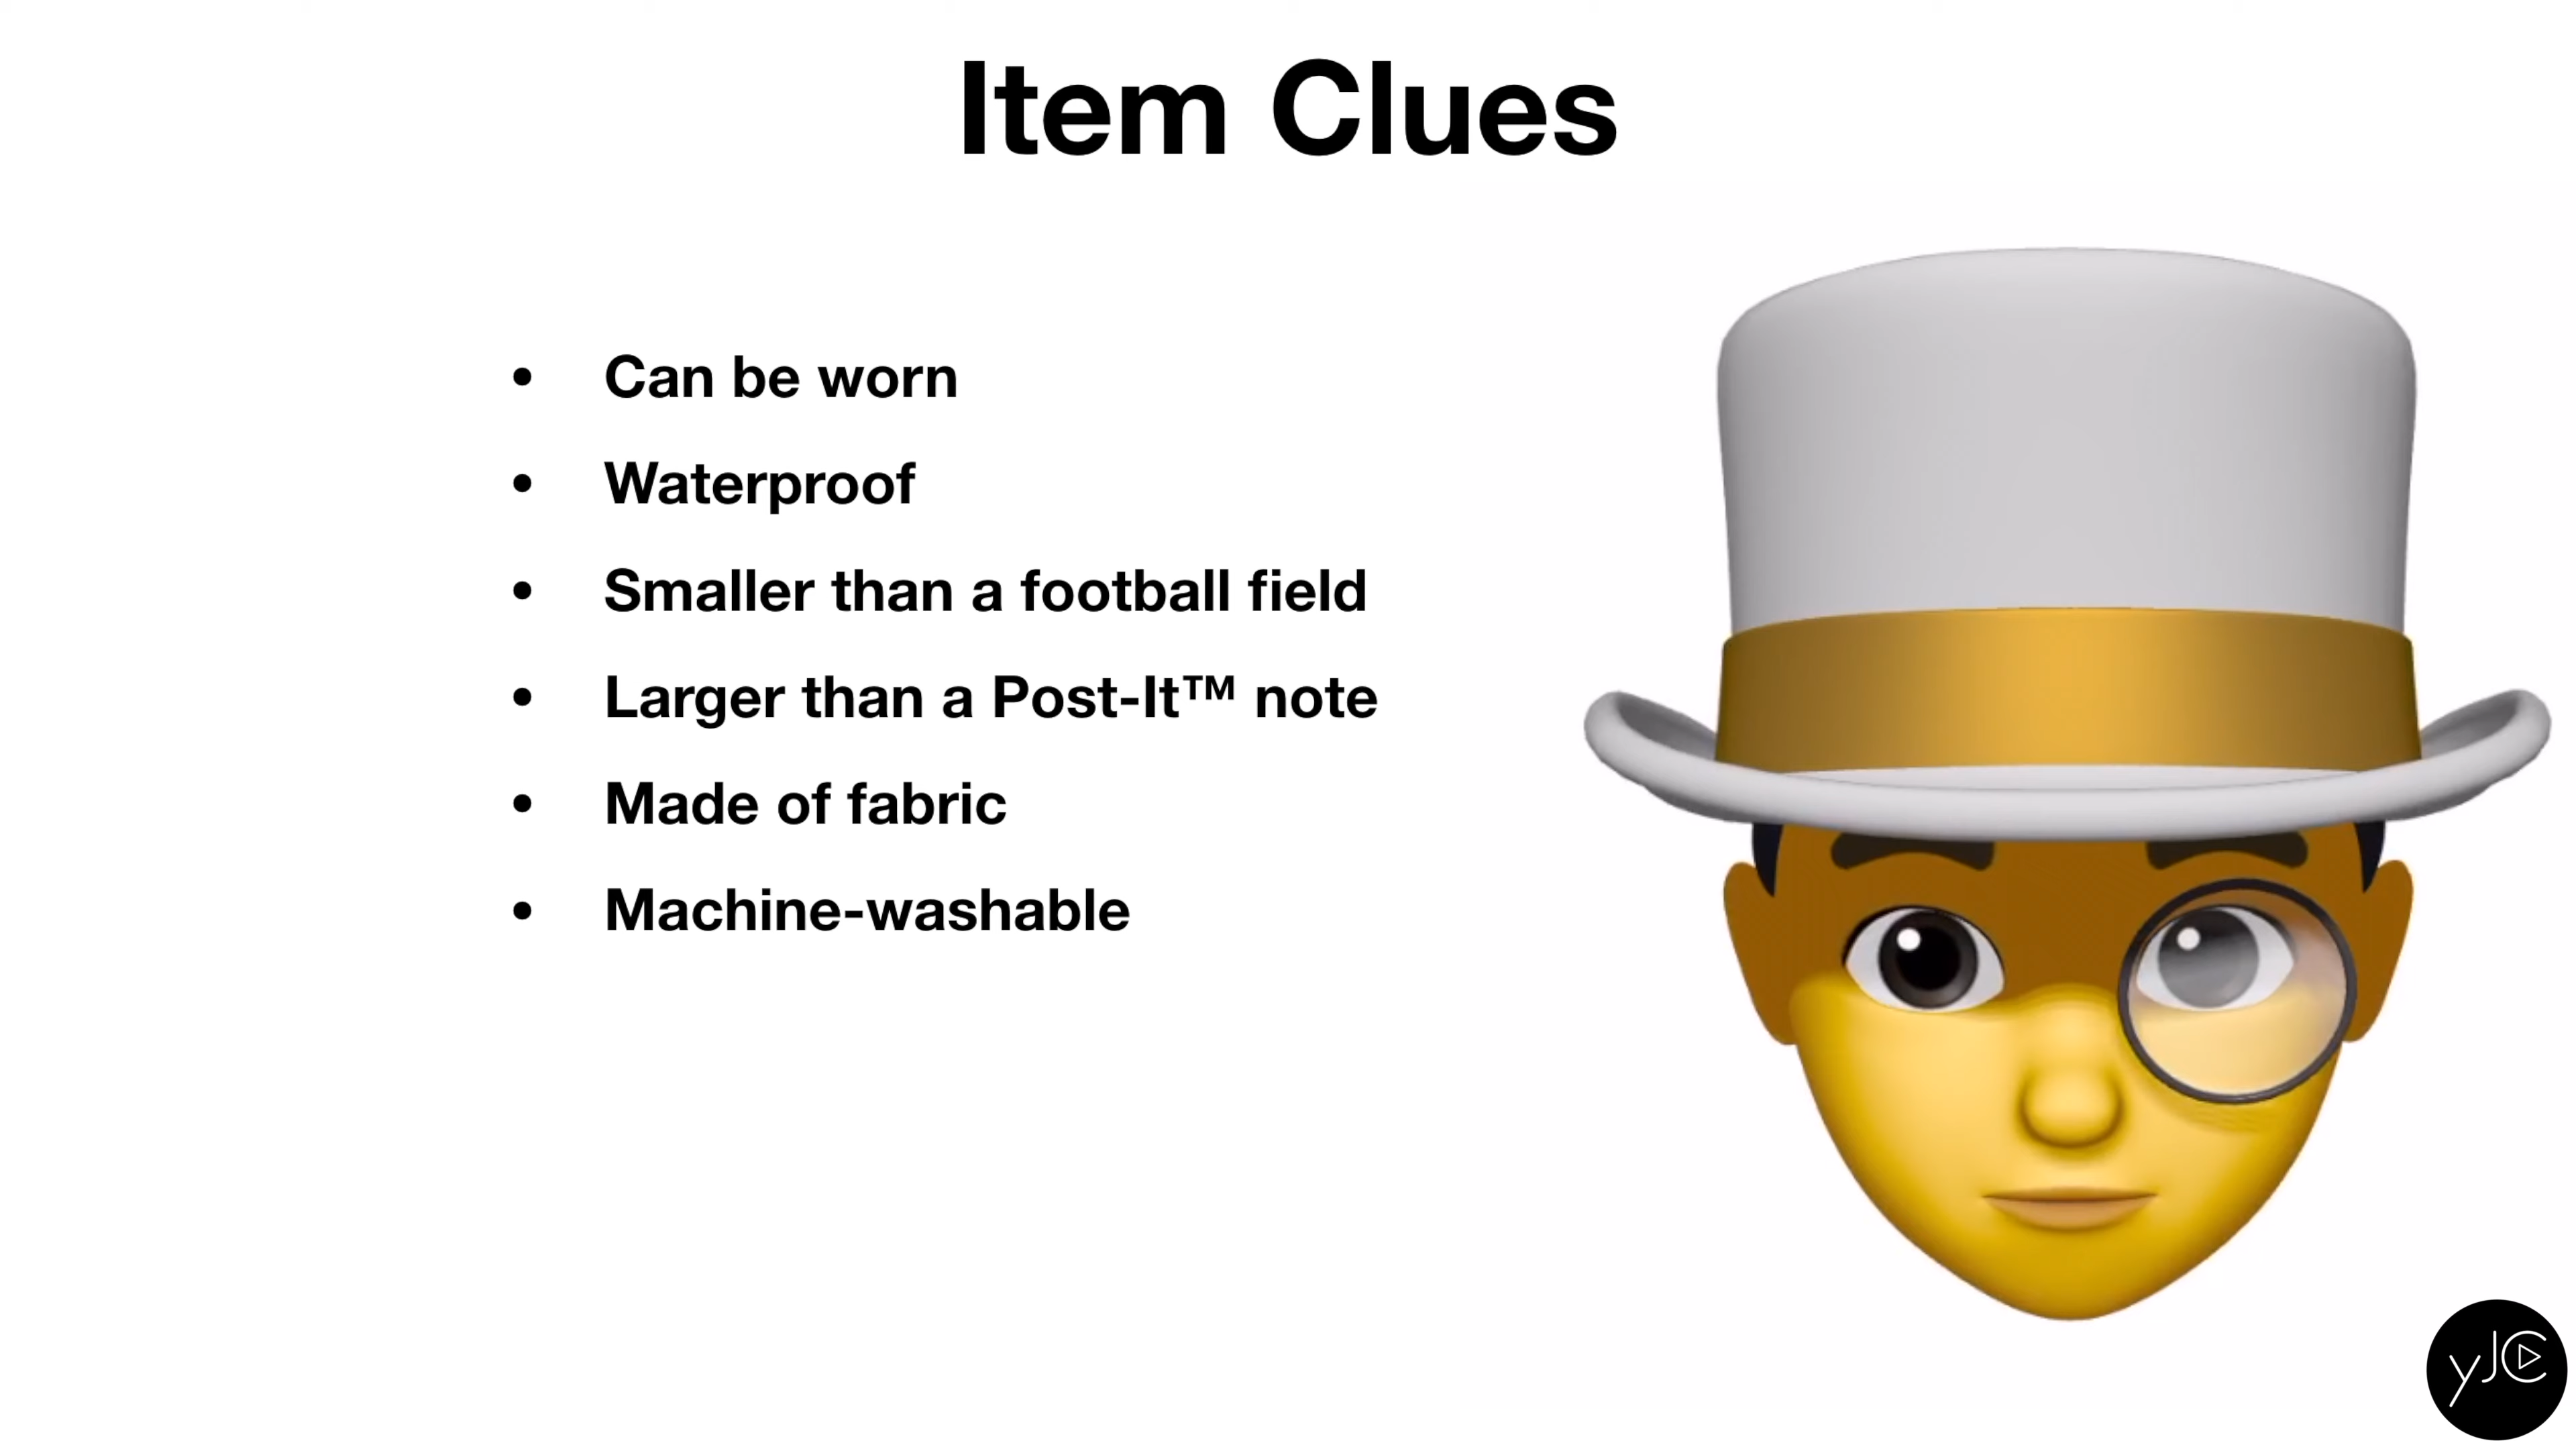 Item Clues
• Can be worn
• Waterproof
• Smaller than a football field
• Larger than a Post-It™ note
• Made of fabric
• Machine-washable
yJC